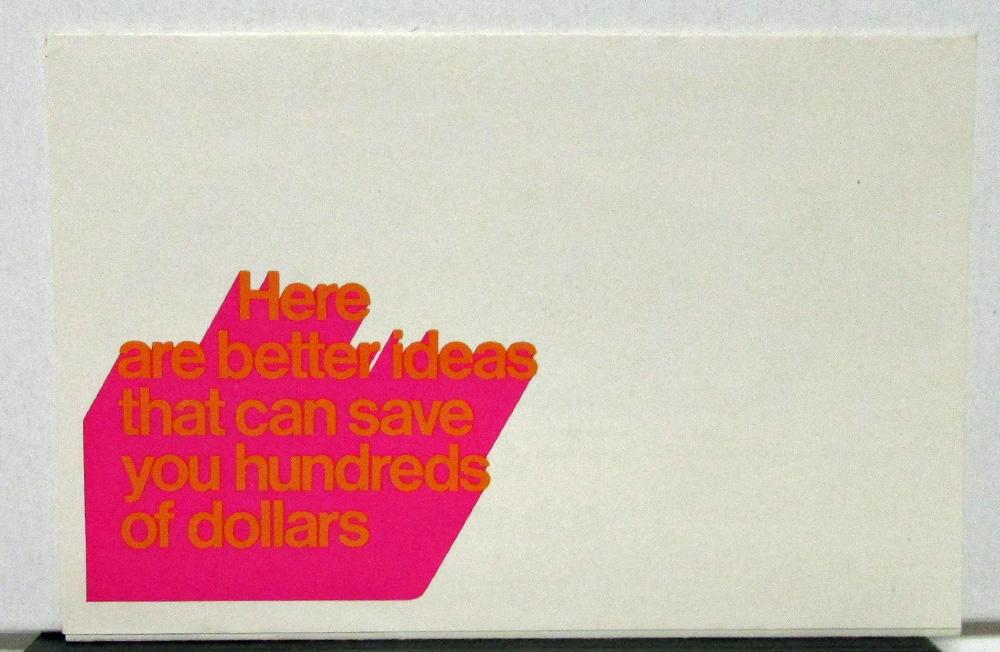 Here
are better ideas
that can save
you hundreds
of dollars